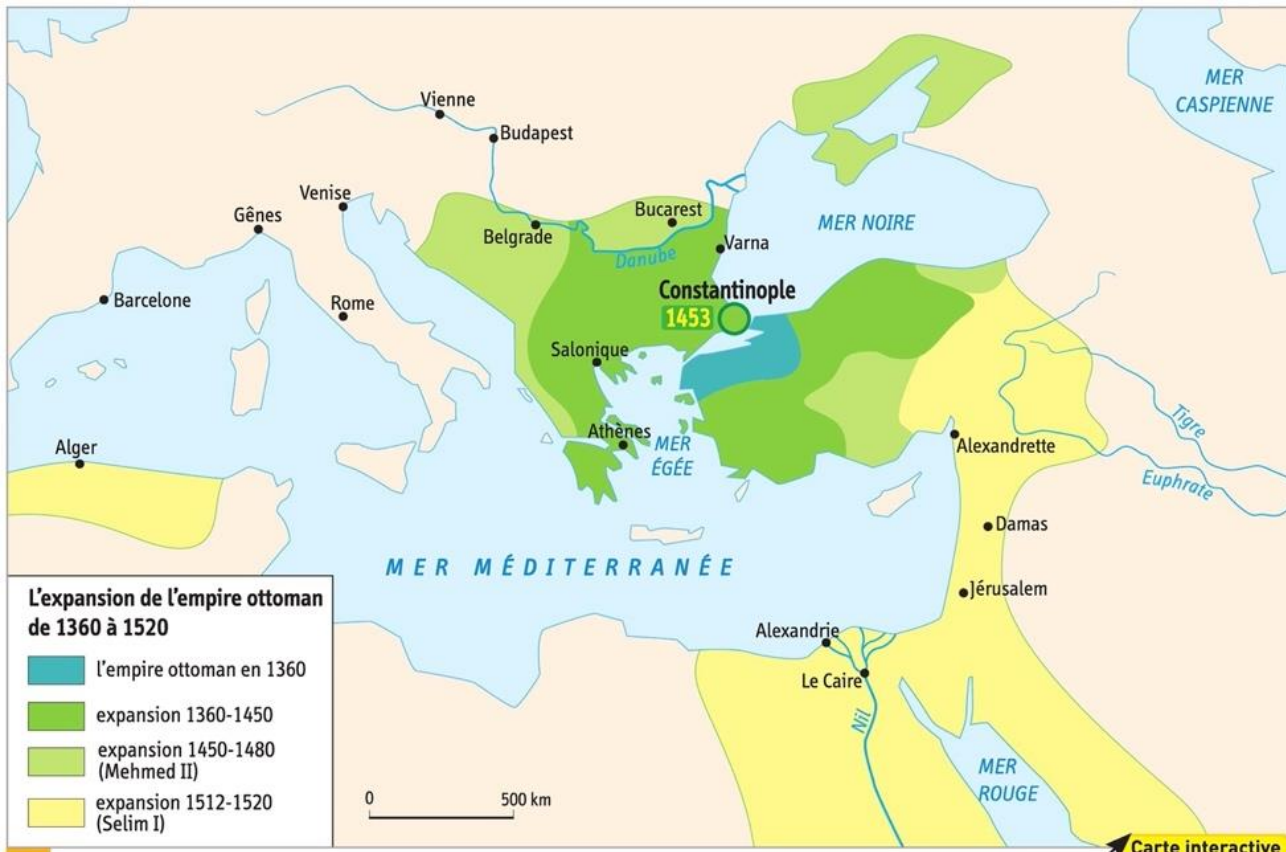 MER
CASPIENNE
Vienne
Budapest
Venise
Gênes
Bucarest
MER NOIRE
Belgrade
Danube
Varna
Constantinople
1453
Barcelone
Rome
Salonique
Tigre
Athènes
MER
ÉGÉE
Alexandrette
Alger
Euphrate
Damas
MER MÉDITERRANÉE
Jérusalem
Alexandrie
Le Caire
Nil
MER
ROUGE
L'expansion de l'empire ottoman
de 1360 à 1520
l'empire ottoman en 1360
expansion 1360-1450
expansion 1450-1480
(Mehmed II)
expansion 1512-1520
(Selim I)
0 500 km
Carte interactive